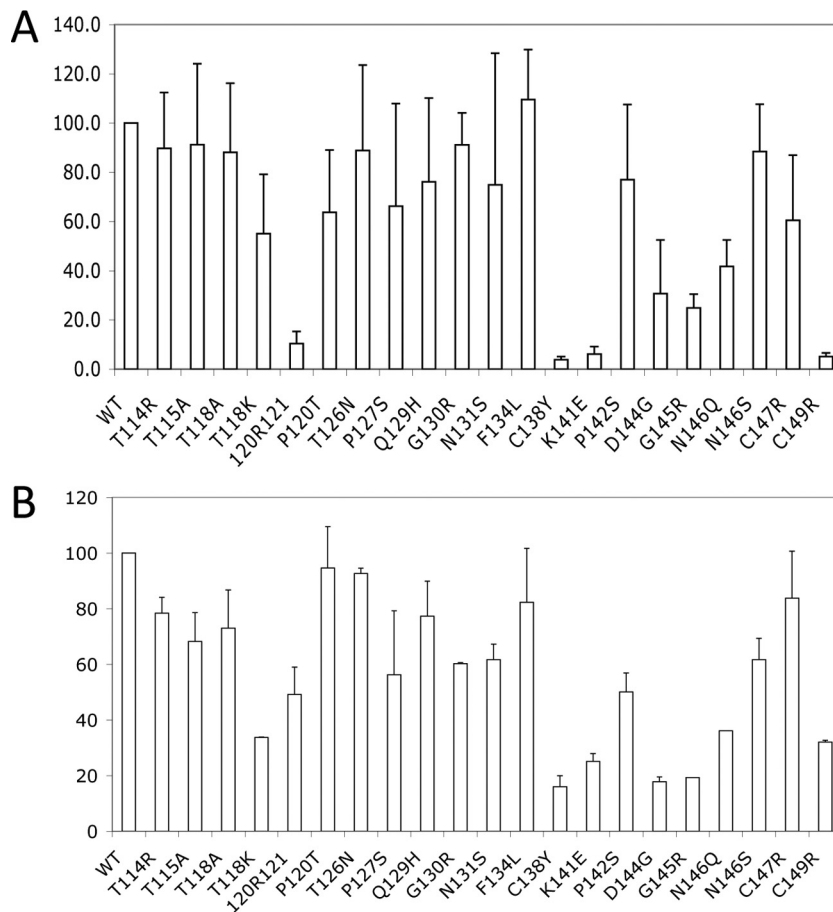 A
140.0
120.0
100.0
80.0
60.0
40.0
20.0
0.0
WT
T114R
T115A
T118A
T118K
120R121
P120T
T126N
P127S
Q129H
G130R
N131S
F134L
C138Y
K141E
P142S
D144G
G145R
N146Q
N146S
C147R
C149R
B
120
100
80
60
40
20
0
WT
T114R
T115A
T118A
T118K
120R121
P120T
T126N
P127S
Q129H
G130R
N131S
F134L
C138Y
K141E
P142S
D144G
G145R
N146Q
N146S
C147R
C149R